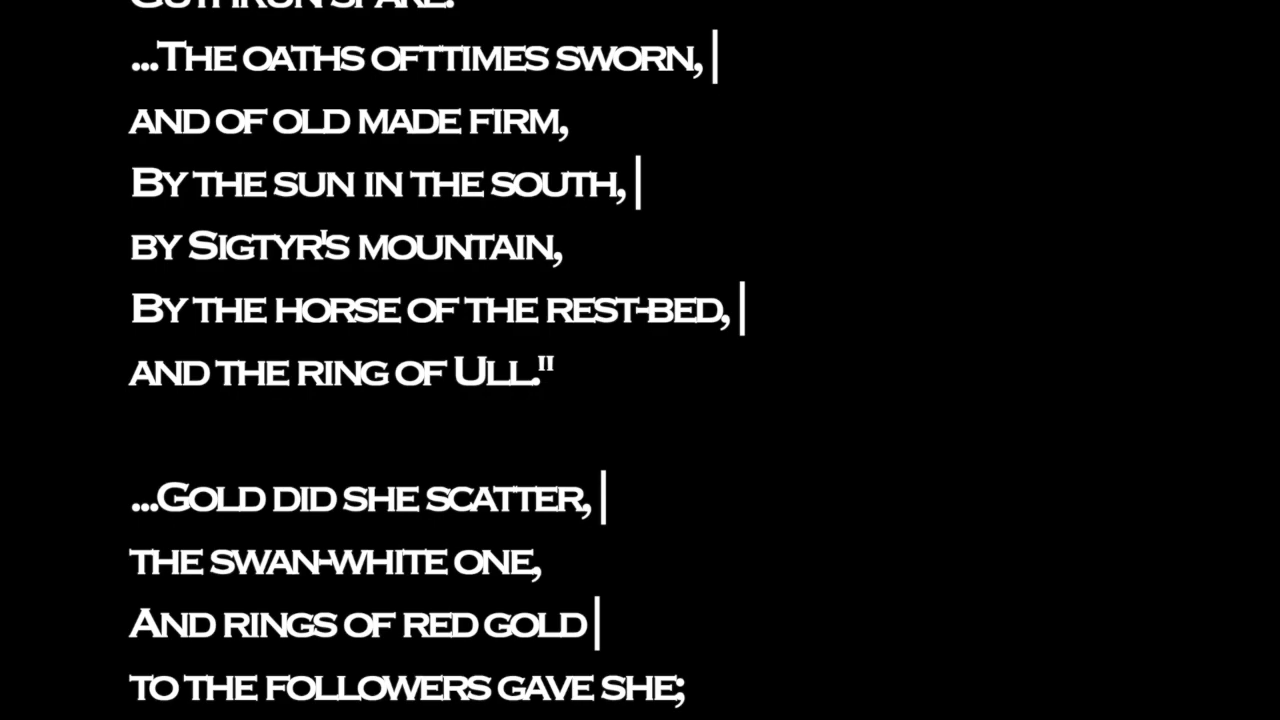 Guthrun spake:
...The oaths ofttimes sworn, |
and of old made firm,
By the sun in the south, |
by Sigtyr's mountain,
By the horse of the rest-bed, |
and the ring of Ull."
...Gold did she scatter, |
the swan-white one,
And rings of red gold |
to the followers gave she;